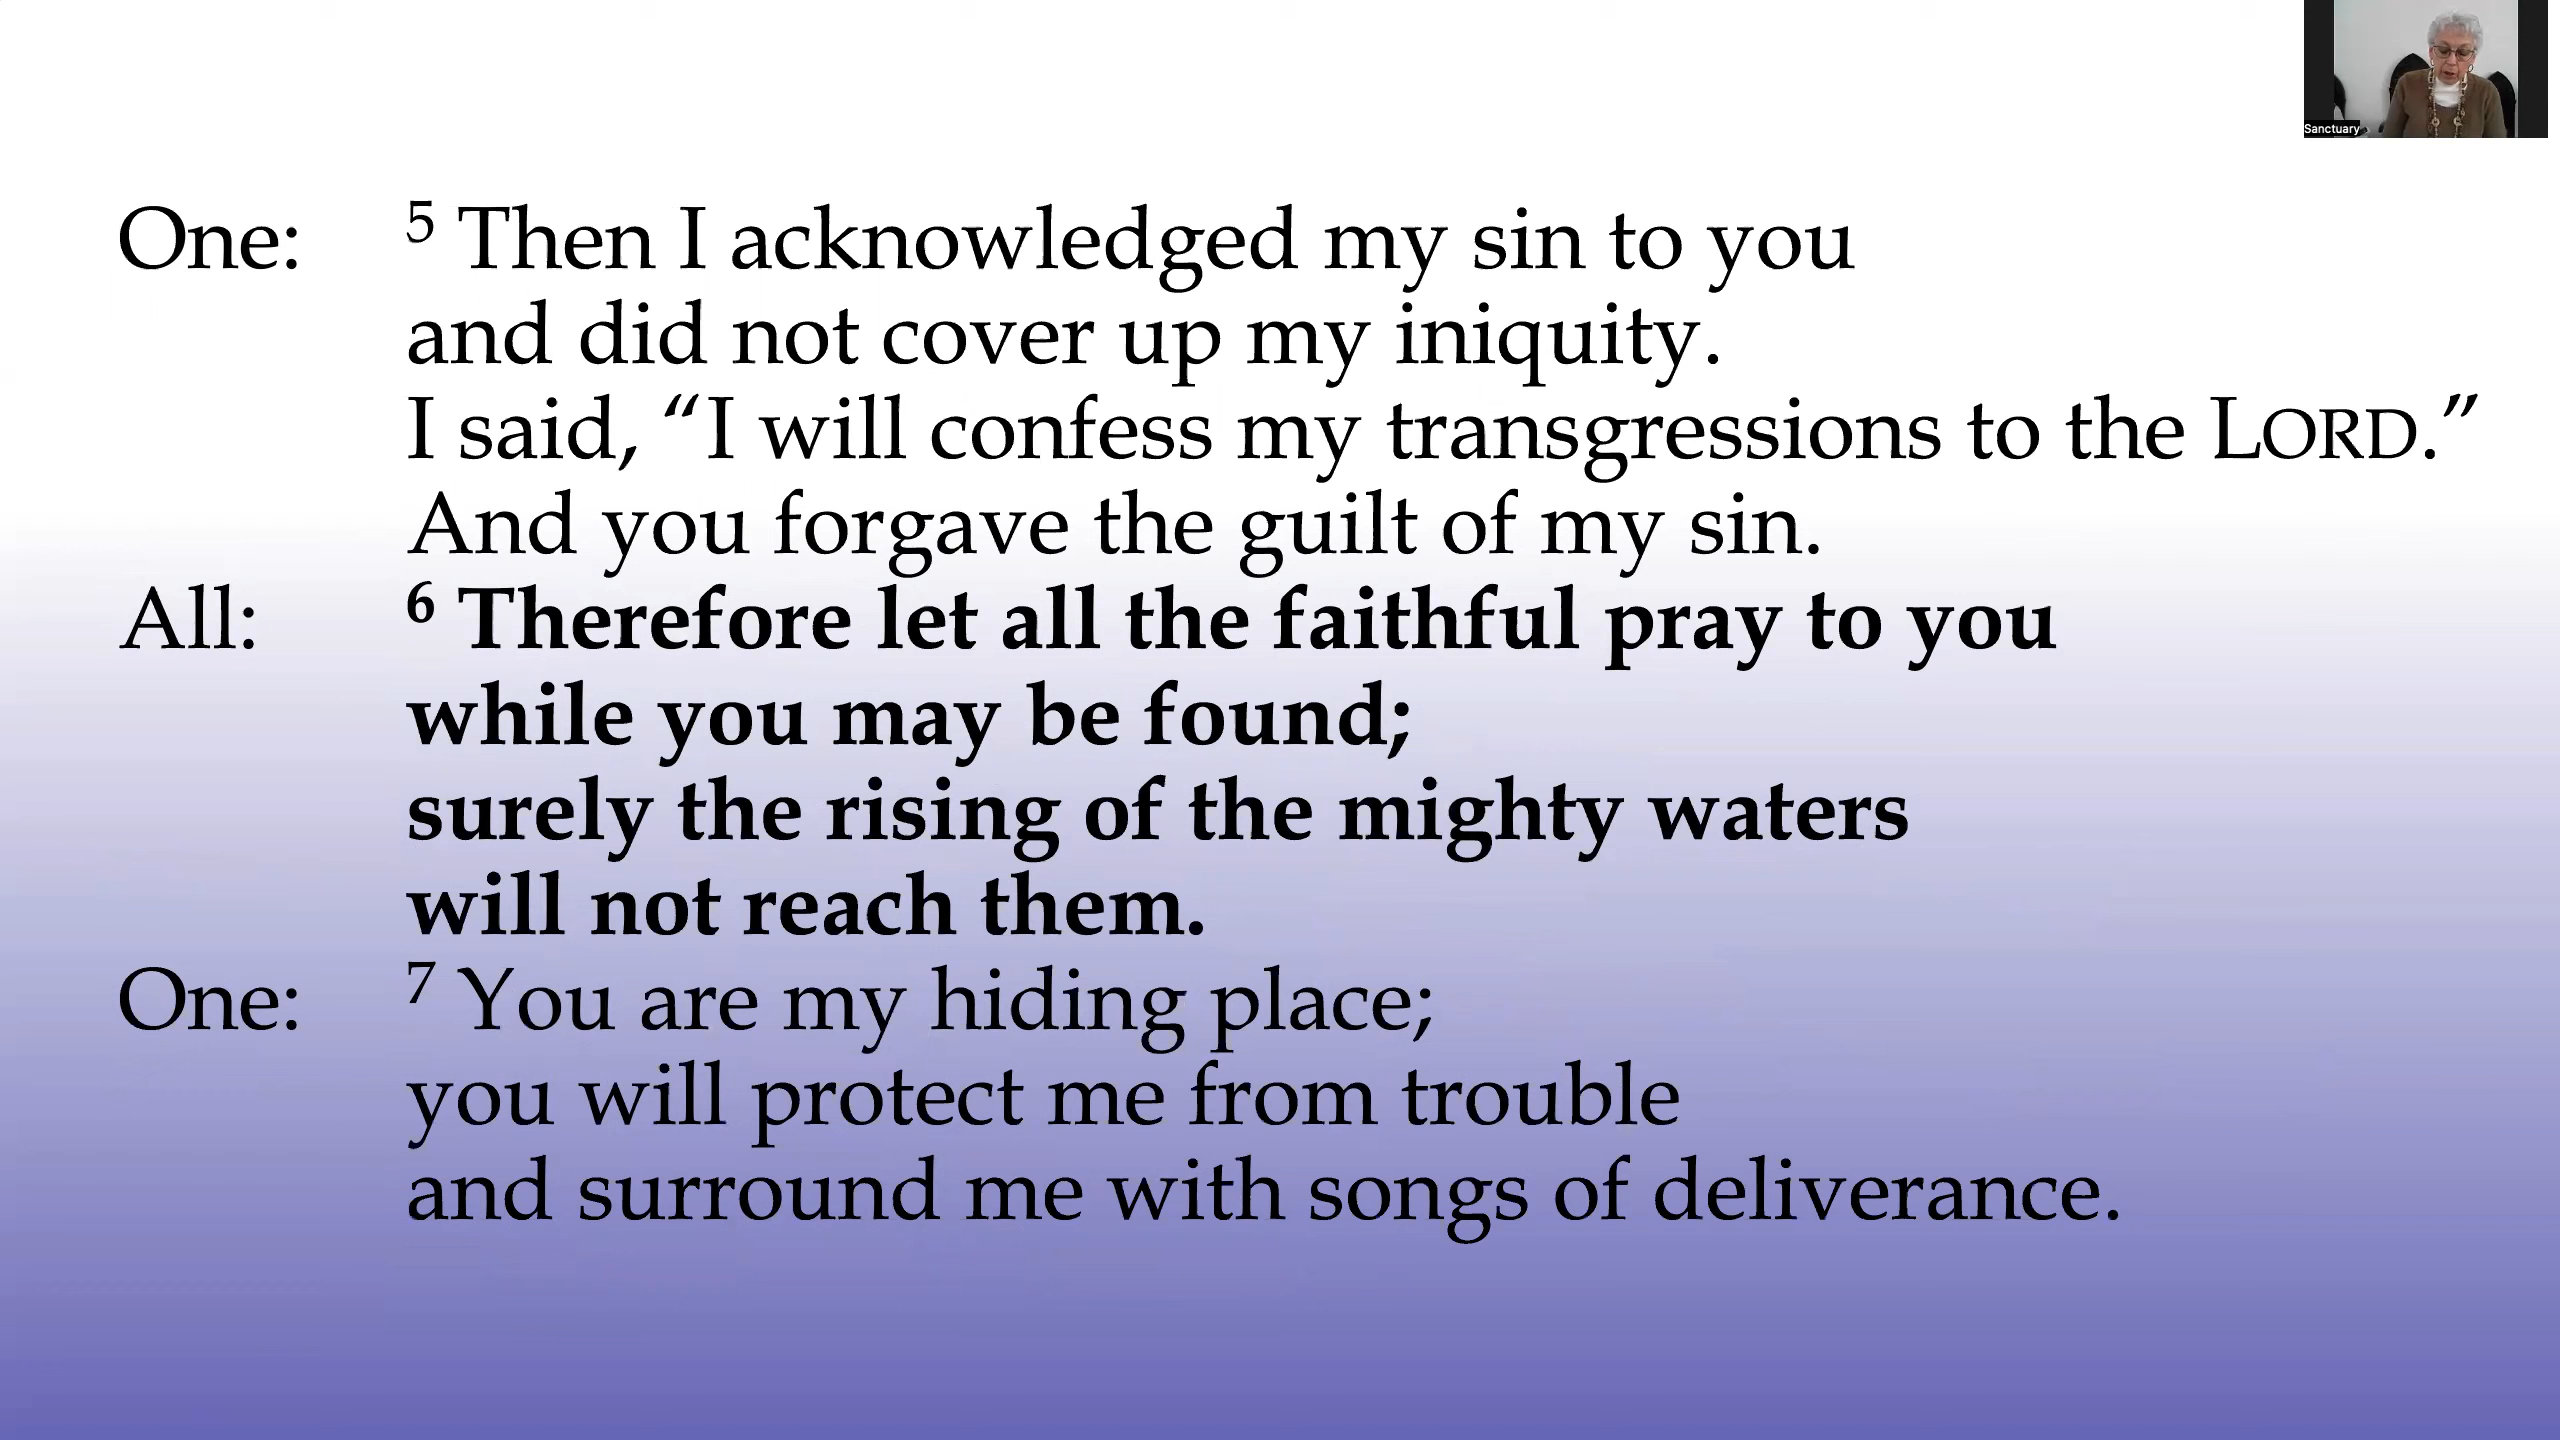 Sanctuary
One: 5 Then I acknowledged my sin to you
and did not cover up my iniquity.
I said, “I will confess my transgressions to the LORD.”
And you forgave the guilt of my sin.
All: 6 Therefore let all the faithful pray to you
while you may be found;
surely the rising of the mighty waters
will not reach them.
One: 7 You are my hiding place;
you will protect me from trouble
and surround me with songs of deliverance.